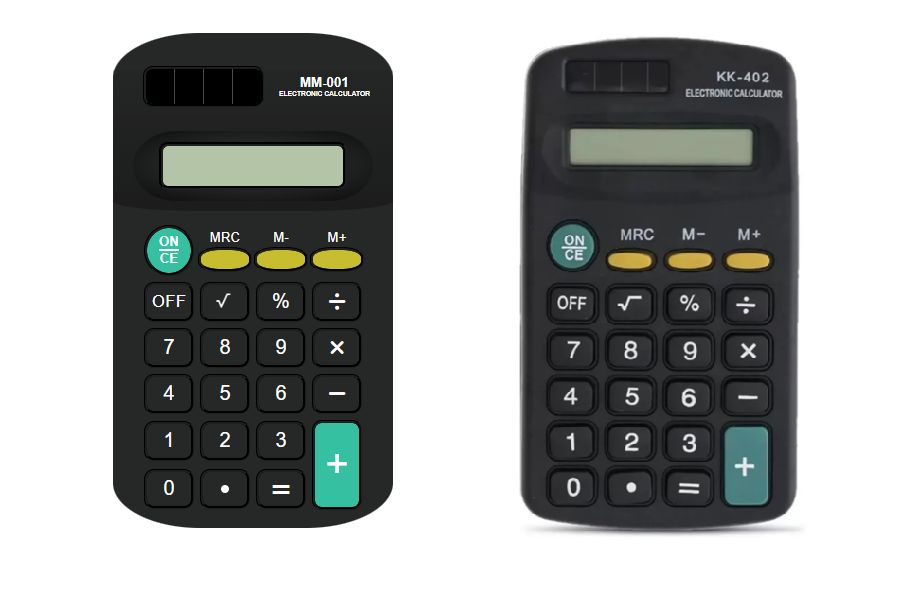 MM-001
ELECTRONIC CALCULATOR
ON
CE
MRC M- M+
OFF √ % ÷
7 8 9 ×
4 5 6 −
1 2 3
+
0 • =
KK-402
ELECTRONIC CALCULATOR
ON
CE
MRC M− M+
OFF √ % ÷
7 8 9 ×
4 5 6 −
1 2 3
+
0 • =